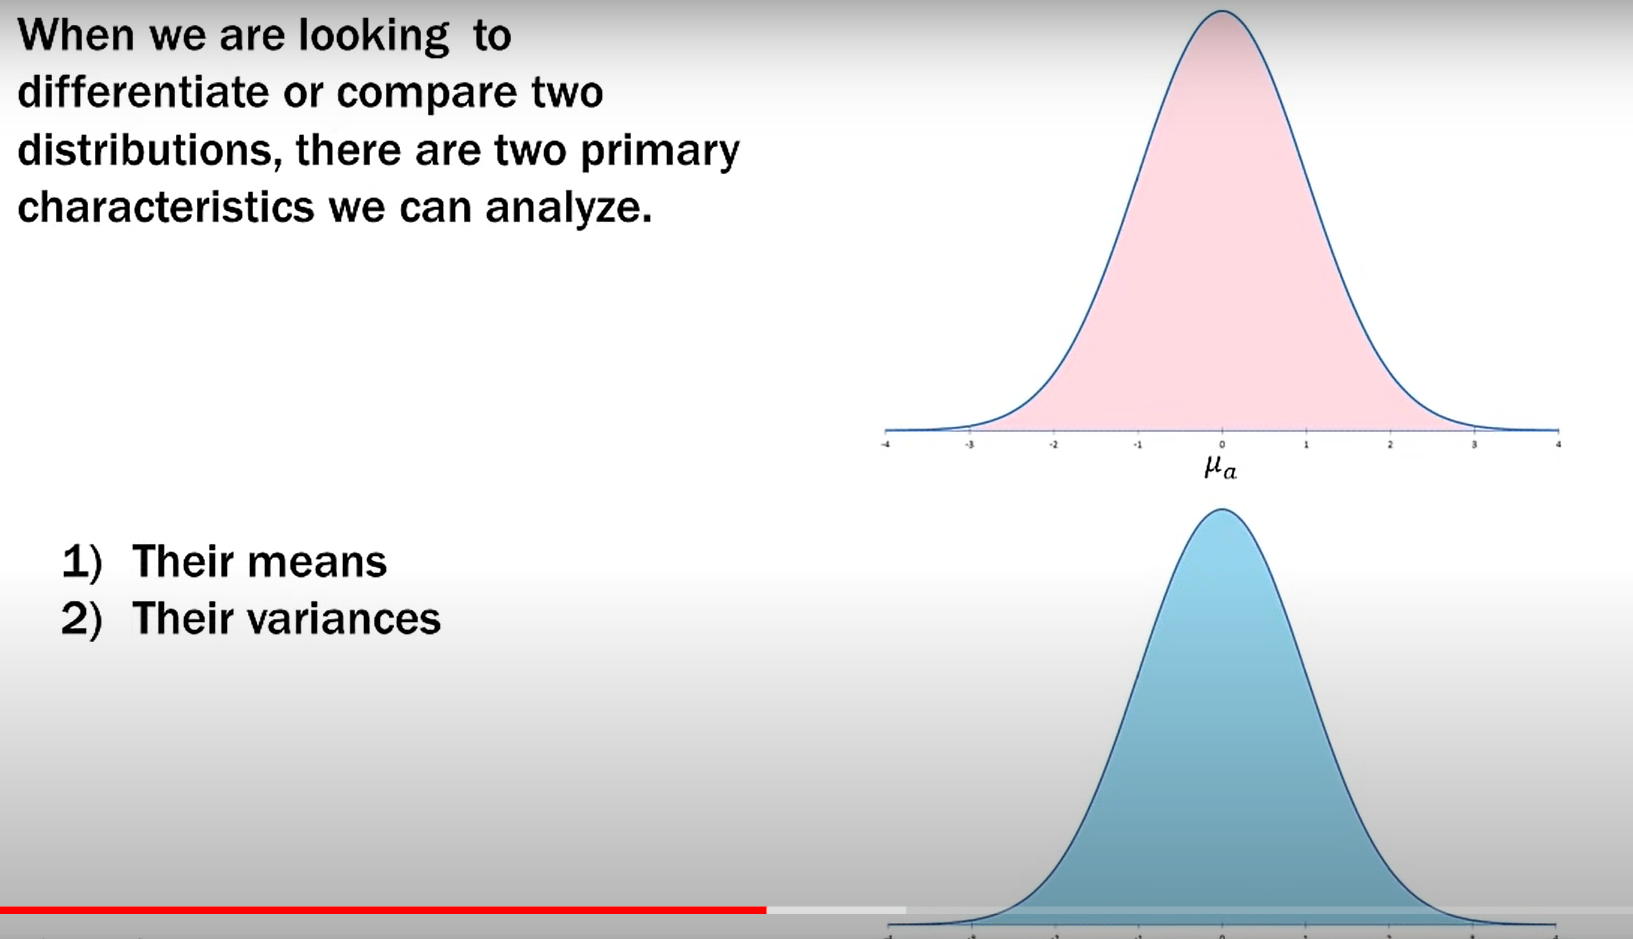 When we are looking to
differentiate or compare two
distributions, there are two primary
characteristics we can analyze.
-4 -3 -2 -1 0 1 2 3 4
μa
1) Their means
2) Their variances